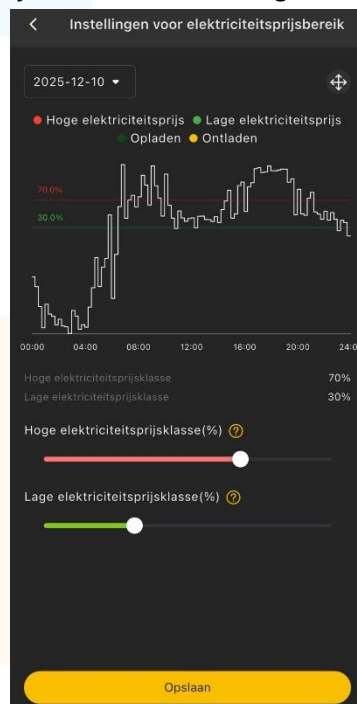 Instellingen voor elektriciteitsprijsbereik
2025-12-10
Hoge elektriciteitsprijs Lage elektriciteitsprijs
Opladen Ontladen
70.0%
30.0%
00:00 04:00 08:00 12:00 16:00 20:00 24:0
Hoge elektriciteitsprijsklasse 70%
Lage elektriciteitsprijsklasse 30%
Hoge elektriciteitsprijsklasse(%) ?
Lage elektriciteitsprijsklasse(%) ?
Opslaan